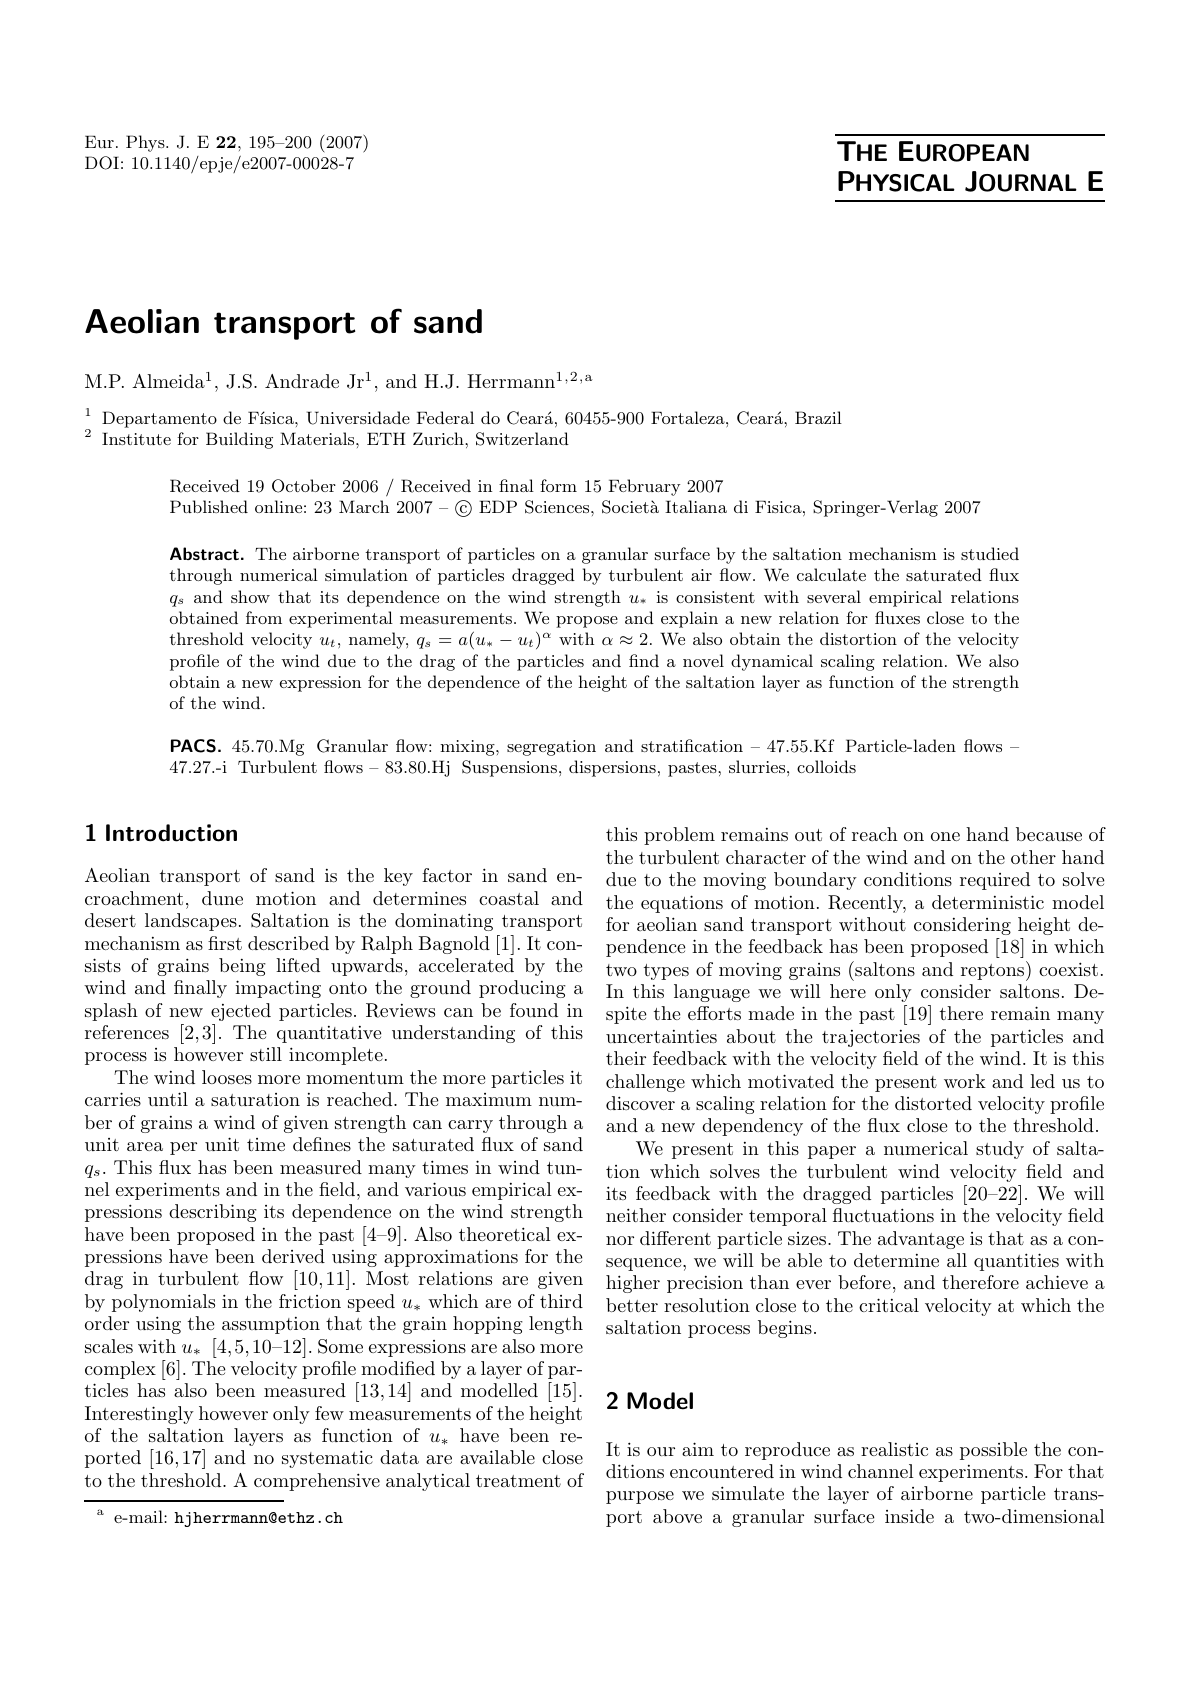 Eur. Phys. J. E 22, 195–200 (2007)
DOI: 10.1140/epje/e2007-00028-7
THE EUROPEAN
PHYSICAL JOURNAL E
Aeolian transport of sand
M.P. Almeida1, J.S. Andrade Jr1, and H.J. Herrmann1,2,a
1 Departamento de Física, Universidade Federal do Ceará, 60455-900 Fortaleza, Ceará, Brazil
2 Institute for Building Materials, ETH Zurich, Switzerland
Received 19 October 2006 / Received in final form 15 February 2007
Published online: 23 March 2007 – © EDP Sciences, Società Italiana di Fisica, Springer-Verlag 2007
Abstract. The airborne transport of particles on a granular surface by the saltation mechanism is studied
through numerical simulation of particles dragged by turbulent air flow. We calculate the saturated flux
qs and show that its dependence on the wind strength u* is consistent with several empirical relations
obtained from experimental measurements. We propose and explain a new relation for fluxes close to the
threshold velocity ut, namely, qs = a(u* − ut)^α with α ≈ 2. We also obtain the distortion of the velocity
profile of the wind due to the drag of the particles and find a novel dynamical scaling relation. We also
obtain a new expression for the dependence of the height of the saltation layer as function of the strength
of the wind.
PACS. 45.70.Mg Granular flow: mixing, segregation and stratification – 47.55.Kf Particle-laden flows –
47.27.-i Turbulent flows – 83.80.Hj Suspensions, dispersions, pastes, slurries, colloids
1 Introduction
Aeolian transport of sand is the key factor in sand en-
croachment, dune motion and determines coastal and
desert landscapes. Saltation is the dominating transport
mechanism as first described by Ralph Bagnold [1]. It con-
sists of grains being lifted upwards, accelerated by the
wind and finally impacting onto the ground producing a
splash of new ejected particles. Reviews can be found in
references [2,3]. The quantitative understanding of this
process is however still incomplete.
The wind looses more momentum the more particles it
carries until a saturation is reached. The maximum num-
ber of grains a wind of given strength can carry through a
unit area per unit time defines the saturated flux of sand
qs. This flux has been measured many times in wind tun-
nel experiments and in the field, and various empirical ex-
pressions describing its dependence on the wind strength
have been proposed in the past [4–9]. Also theoretical ex-
pressions have been derived using approximations for the
drag in turbulent flow [10,11]. Most relations are given
by polynomials in the friction speed u* which are of third
order using the assumption that the grain hopping length
scales with u* [4,5,10–12]. Some expressions are also more
complex [6]. The velocity profile modified by a layer of par-
ticles has also been measured [13,14] and modelled [15].
Interestingly however only few measurements of the height
of the saltation layers as function of u* have been re-
ported [16,17] and no systematic data are available close
to the threshold. A comprehensive analytical treatment of
a e-mail: hjherrmann@ethz.ch
this problem remains out of reach on one hand because of
the turbulent character of the wind and on the other hand
due to the moving boundary conditions required to solve
the equations of motion. Recently, a deterministic model
for aeolian sand transport without considering height de-
pendence in the feedback has been proposed [18] in which
two types of moving grains (saltons and reptons) coexist.
In this language we will here only consider saltons. De-
spite the efforts made in the past [19] there remain many
uncertainties about the trajectories of the particles and
their feedback with the velocity field of the wind. It is this
challenge which motivated the present work and led us to
discover a scaling relation for the distorted velocity profile
and a new dependency of the flux close to the threshold.
We present in this paper a numerical study of salta-
tion which solves the turbulent wind velocity field and
its feedback with the dragged particles [20–22]. We will
neither consider temporal fluctuations in the velocity field
nor different particle sizes. The advantage is that as a con-
sequence, we will be able to determine all quantities with
higher precision than ever before, and therefore achieve a
better resolution close to the critical velocity at which the
saltation process begins.
2 Model
It is our aim to reproduce as realistic as possible the con-
ditions encountered in wind channel experiments. For that
purpose we simulate the layer of airborne particle trans-
port above a granular surface inside a two-dimensional